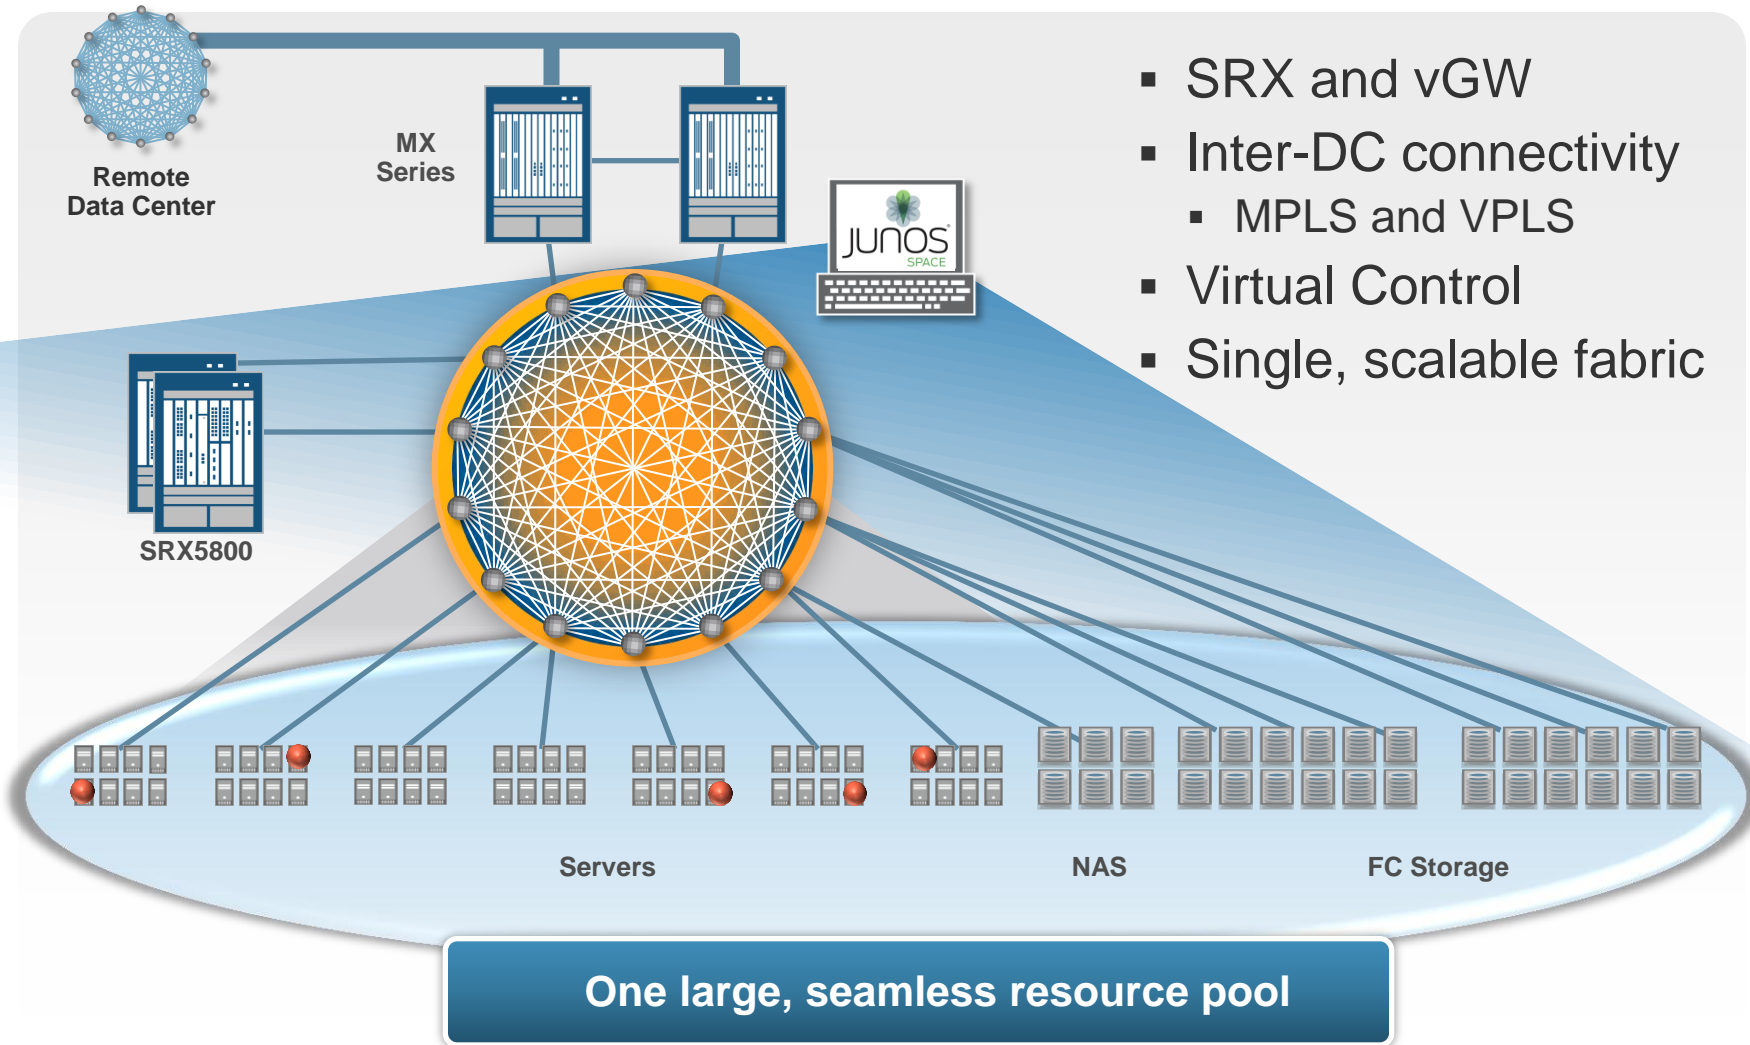 Remote
Data Center
MX
Series
JUNOS
SPACE
▪ SRX and vGW
▪ Inter-DC connectivity
▪ MPLS and VPLS
▪ Virtual Control
▪ Single, scalable fabric
SRX5800
Servers
NAS
FC Storage
One large, seamless resource pool